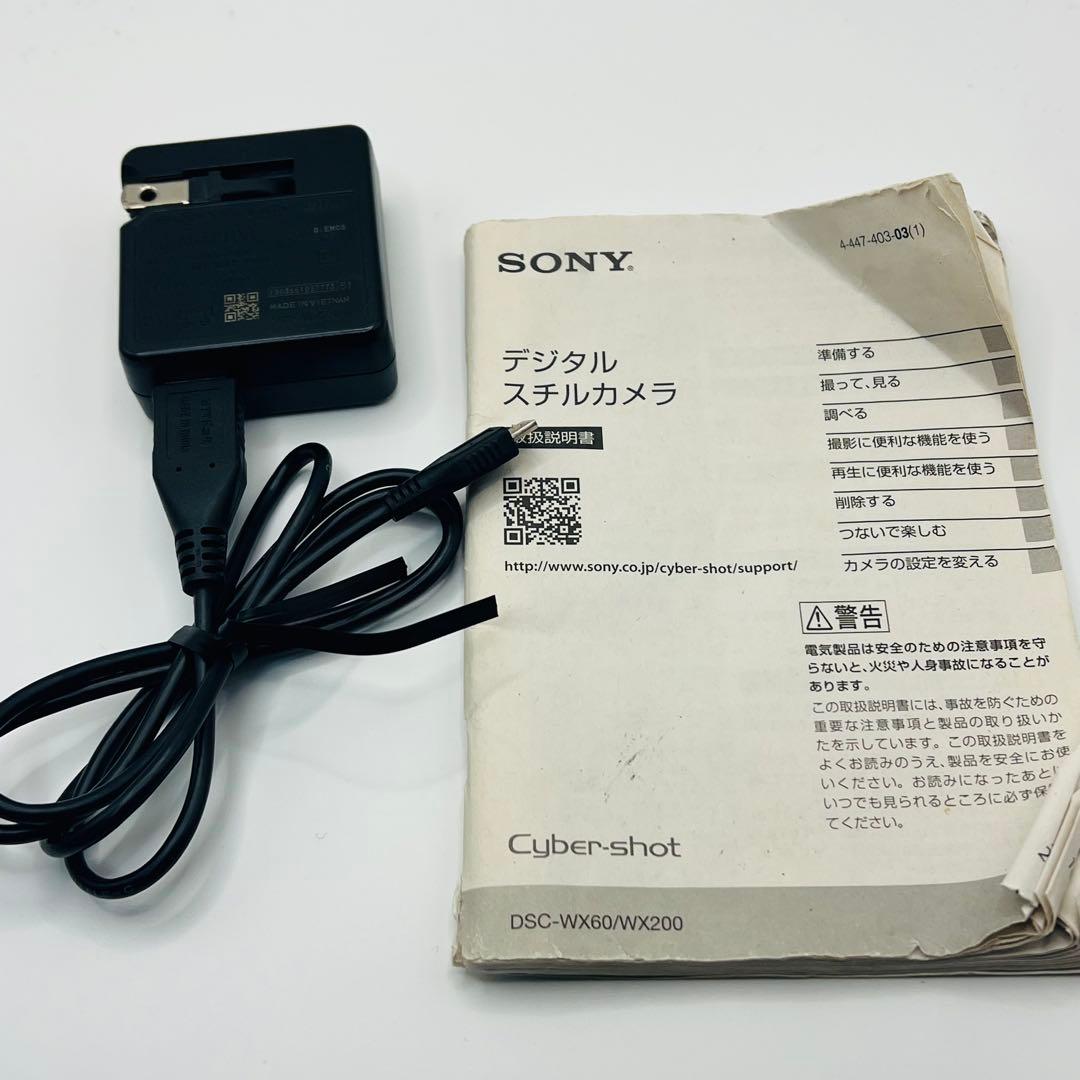 SONY®
4-447-403-03(1)
デジタル
スチルカメラ
取扱説明書
http://www.sony.co.jp/cyber-shot/support/
準備する
撮って、見る
調べる
撮影に便利な機能を使う
再生に便利な機能を使う
削除する
つないで楽しむ
カメラの設定を変える
警告
電気製品は安全のための注意事項を守
らないと、火災や人身事故になることが
あります。
この取扱説明書には、事故を防ぐための
重要な注意事項と製品の取り扱いか
たを示しています。この取扱説明書を
よくお読みのうえ、製品を安全にお使
いください。お読みになったあとは
いつでも見られるところに必ず保
てください。
Cyber-shot
DSC-WX60/WX200
MADE IN VIETNAM